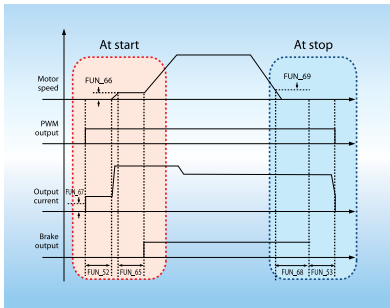 At start
At stop
FUN_66
FUN_69
Motor
speed
PWM
output
Output
current
FUN_67
Brake
output
FUN_52
FUN_65
FUN_68
FUN_53